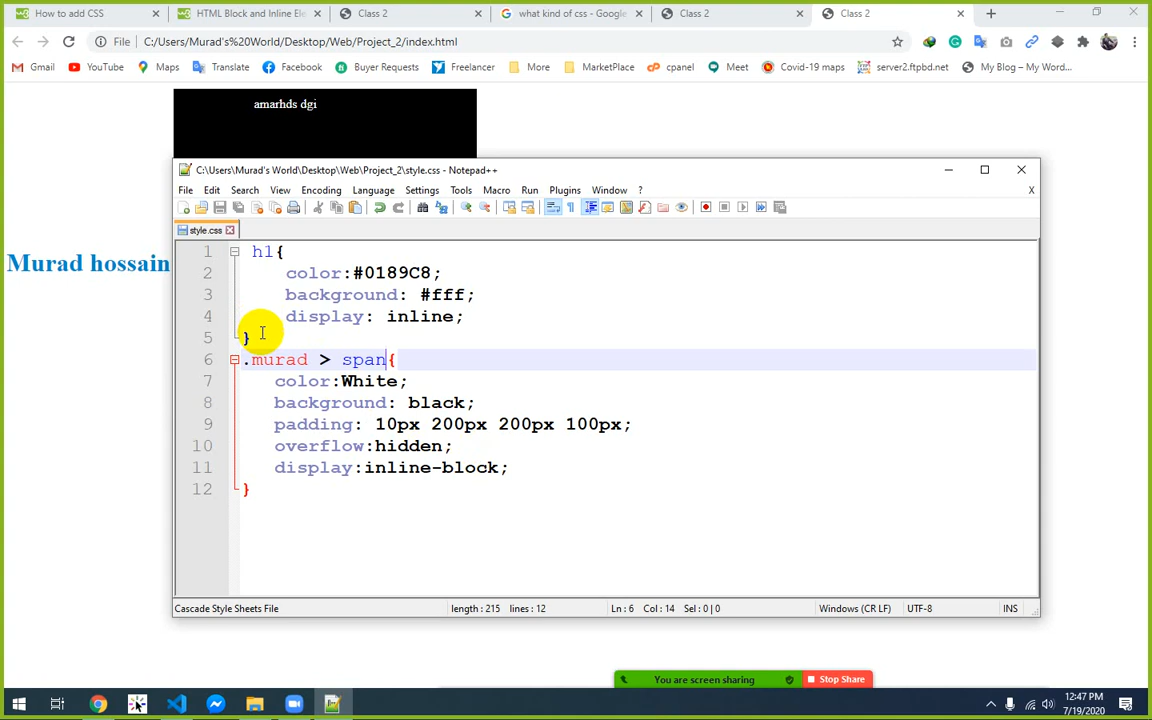 How to add CSS
HTML Block and Inline Ele
Class 2
what kind of css - Google
Class 2
Class 2
File
C:/Users/Murad's%20World/Desktop/Web/Project_2/index.html
Gmail
YouTube
Maps
Translate
Facebook
Buyer Requests
Freelancer
More
MarketPlace
cpanel
Meet
Covid-19 maps
server2.ftpbd.net
My Blog – My Wor...
amarhds dgi
Murad hossain
C:\Users\Murad's World\Desktop\Web\Project_2\style.css - Notepad++
File Edit Search View Encoding Language Settings Tools Macro Run Plugins Window ? X
style.css
1 h1{
2 color:#0189C8;
3 background: #fff;
4 display: inline;
5 }
6 .murad > span{
7 color:White;
8 background: black;
9 padding: 10px 200px 200px 100px;
10 overflow:hidden;
11 display:inline-block;
12 }
Cascade Style Sheets File length : 215 lines : 12 Ln : 6 Col : 14 Sel : 0 | 0 Windows (CR LF) UTF-8 INS
You are screen sharing Stop Share
12:47 PM
7/19/2020